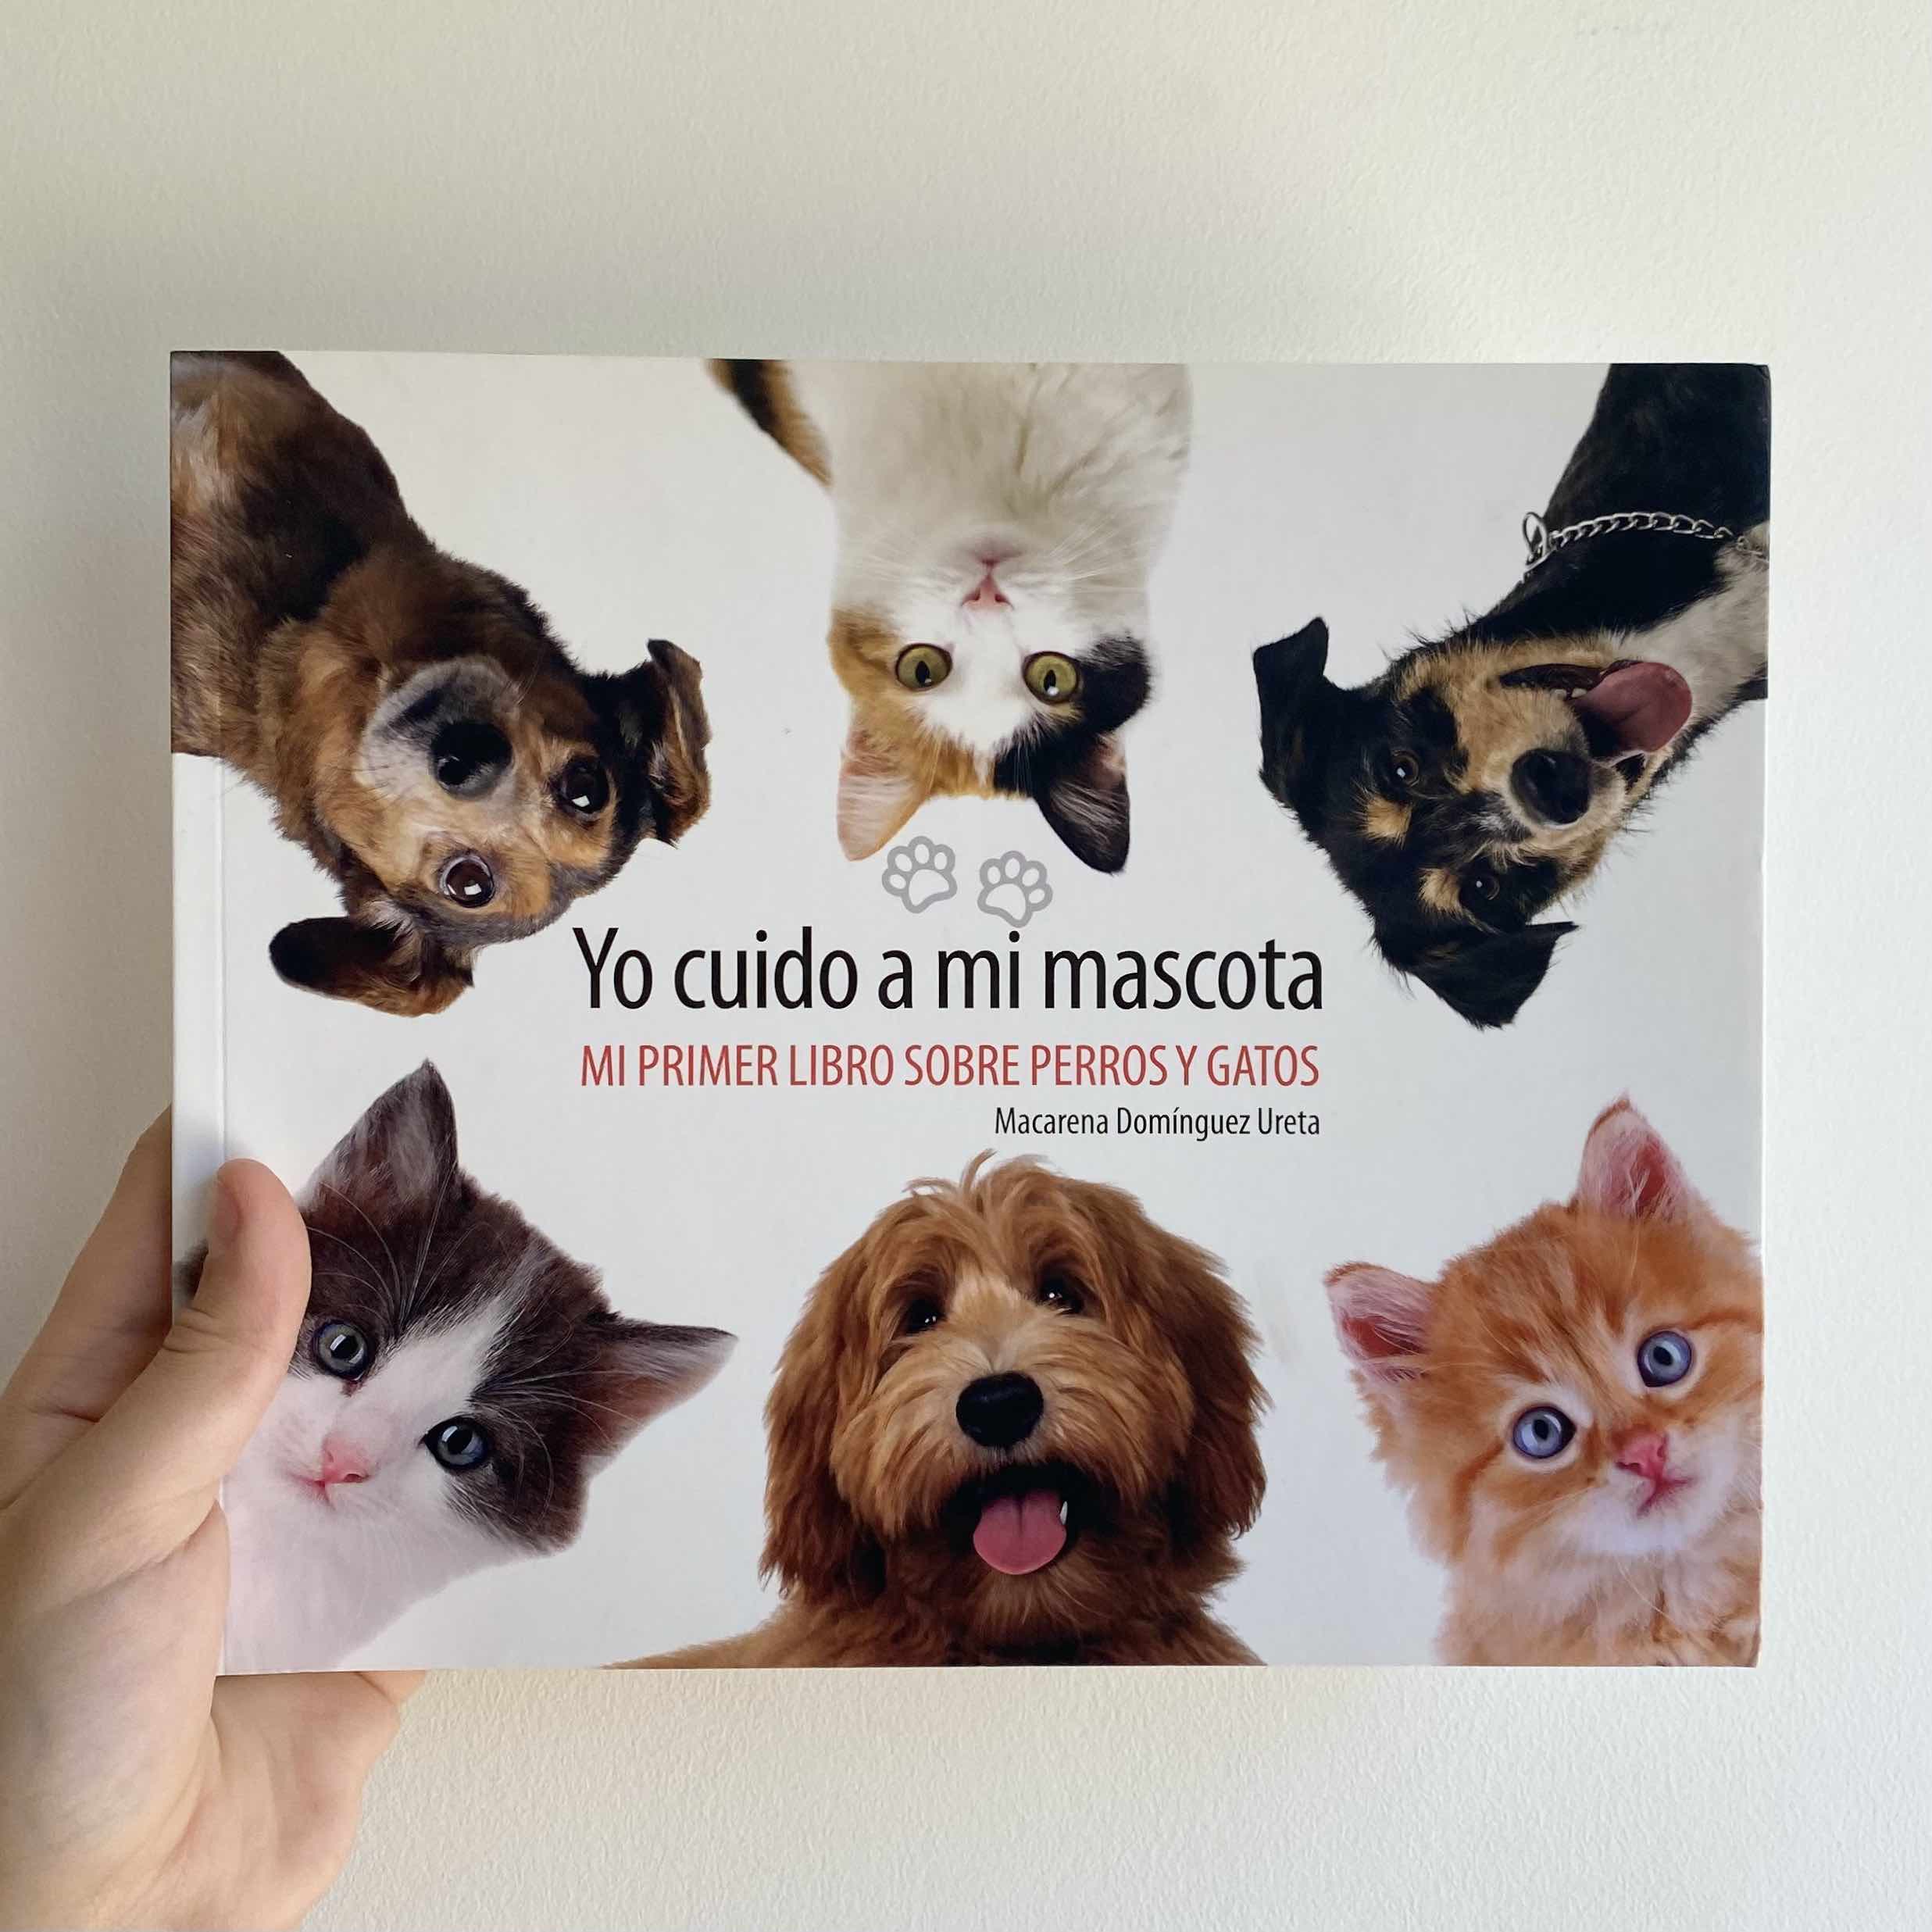 Yo cuido a mi mascota
MI PRIMER LIBRO SOBRE PERROS Y GATOS
Macarena Domínguez Ureta